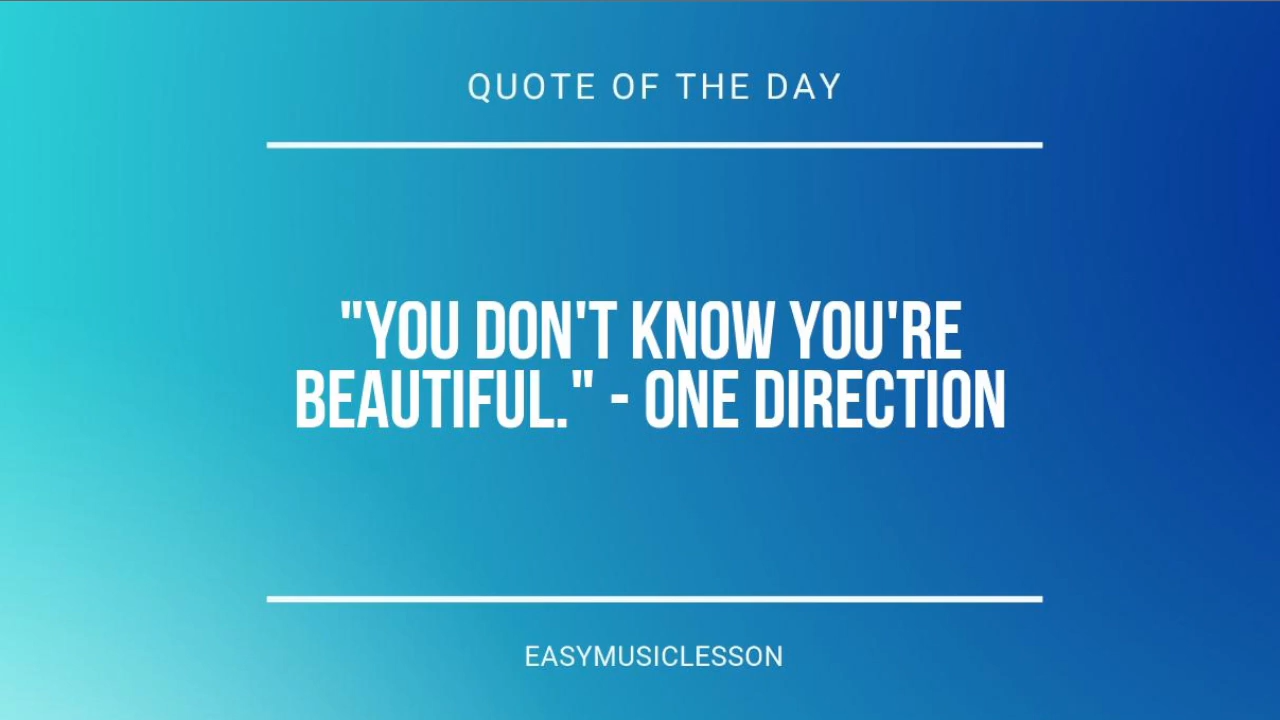 QUOTE OF THE DAY
"YOU DON'T KNOW YOU'RE
BEAUTIFUL." - ONE DIRECTION
EASYMUSICLESSON